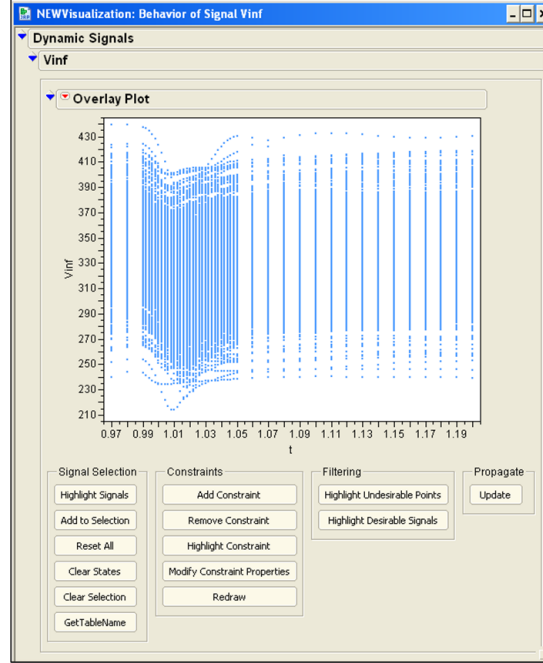 NEWVisualization: Behavior of Signal Vinf
Dynamic Signals
Vinf
Overlay Plot
430
410
390
370
350
330
310
290
270
250
230
210
Vinf
0.97 0.99 1.01 1.03 1.05 1.07 1.09 1.11 1.13 1.15 1.17 1.19
t
Signal Selection Constraints Filtering Propagate
Highlight Signals Add Constraint Highlight Undesirable Points Update
Add to Selection Remove Constraint Highlight Desirable Signals
Reset All Highlight Constraint
Clear States Modify Constraint Properties
Clear Selection Redraw
GetTableName